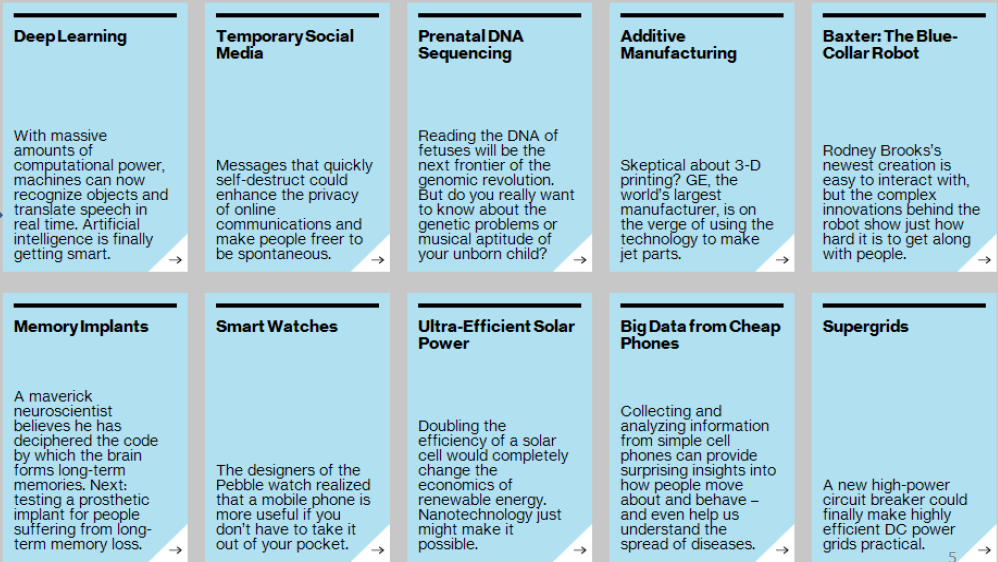 Deep Learning
With massive
amounts of
computational power,
machines can now
recognize objects and
translate speech in
real time. Artificial
intelligence is finally
getting smart.
Temporary Social
Media
Messages that quickly
self-destruct could
enhance the privacy
of online
communications and
make people freer to
be spontaneous.
Prenatal DNA
Sequencing
Reading the DNA of
fetuses will be the
next frontier of the
genomic revolution.
But do you really want
to know about the
genetic problems or
musical aptitude of
your unborn child?
Additive
Manufacturing
Skeptical about 3-D
printing? GE, the
world's largest
manufacturer, is on
the verge of using the
technology to make
jet parts.
Baxter: The Blue-
Collar Robot
Rodney Brooks's
newest creation is
easy to interact with,
but the complex
innovations behind the
robot show just how
hard it is to get along
with people.
Memory Implants
A maverick
neuroscientist
believes he has
deciphered the code
by which the brain
forms long-term
memories. Next:
testing a prosthetic
implant for people
suffering from long-
term memory loss.
Smart Watches
The designers of the
Pebble watch realized
that a mobile phone is
more useful if you
don't have to take it
out of your pocket.
Ultra-Efficient Solar
Power
Doubling the
efficiency of a solar
cell would completely
change the
economics of
renewable energy.
Nanotechnology just
might make it
possible.
Big Data from Cheap
Phones
Collecting and
analyzing information
from simple cell
phones can provide
surprising insights into
how people move
about and behave –
and even help us
understand the
spread of diseases.
Supergrids
A new high-power
circuit breaker could
finally make highly
efficient DC power
grids practical.
5